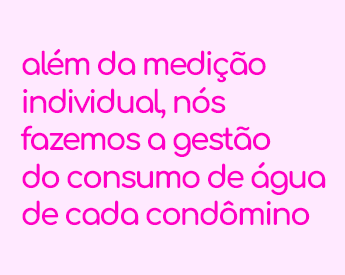 além da medição
individual, nós
fazemos a gestão
do consumo de água
de cada condômino